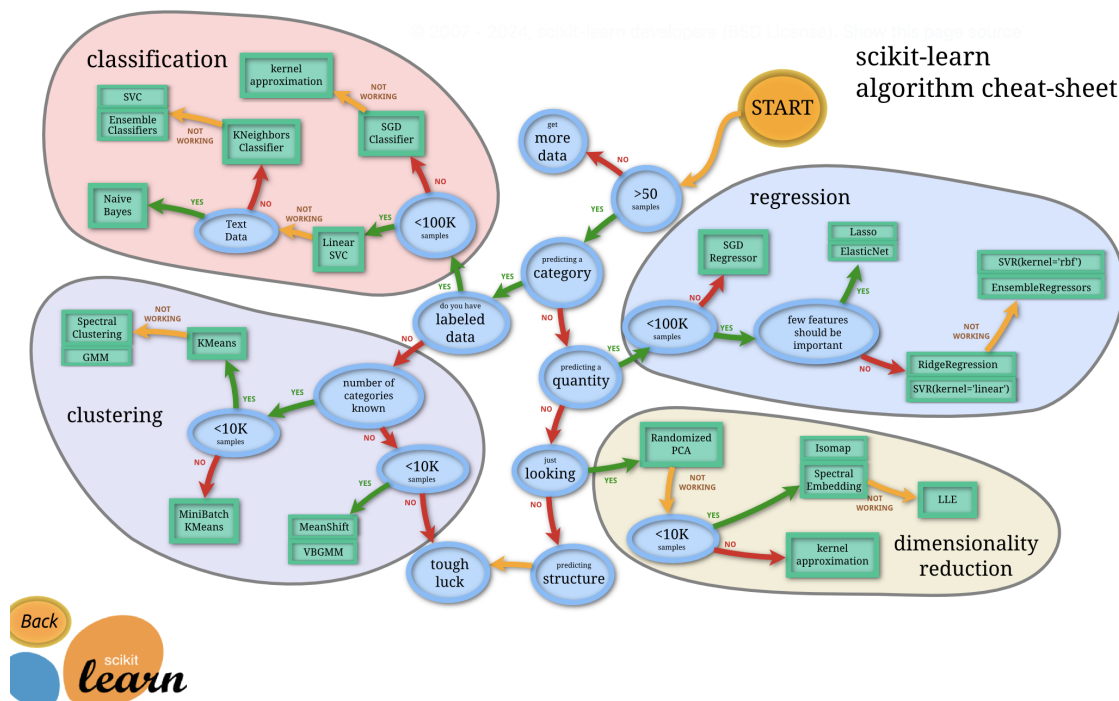 © 2007 - 2024, scikit-learn developers (BSD License). Show this page source
scikit-learn
algorithm cheat-sheet
START
get
more
data
NO
>50
samples
YES
predicting a
category
YES
NO
do you have
labeled
data
YES
NO
predicting a
quantity
YES
NO
just
looking
YES
NO
predicting
structure
tough
luck
classification
kernel
approximation
NOT
WORKING
SVC
Ensemble
Classifiers
NOT
WORKING
KNeighbors
Classifier
SGD
Classifier
NO
Naive
Bayes
YES
NO
Text
Data
NOT
WORKING
Linear
SVC
YES
<100K
samples
regression
SGD
Regressor
NO
Lasso
ElasticNet
YES
SVR(kernel='rbf')
EnsembleRegressors
<100K
samples
YES
few features
should be
important
NOT
WORKING
NO
RidgeRegression
SVR(kernel='linear')
clustering
Spectral
Clustering
GMM
NOT
WORKING
KMeans
YES
YES
number of
categories
known
NO
<10K
samples
NO
<10K
samples
YES
NO
MiniBatch
KMeans
MeanShift
VBGMM
dimensionality
reduction
Randomized
PCA
NOT
WORKING
Isomap
Spectral
Embedding
YES
NOT
WORKING
LLE
<10K
samples
NO
kernel
approximation
Back
scikit
learn